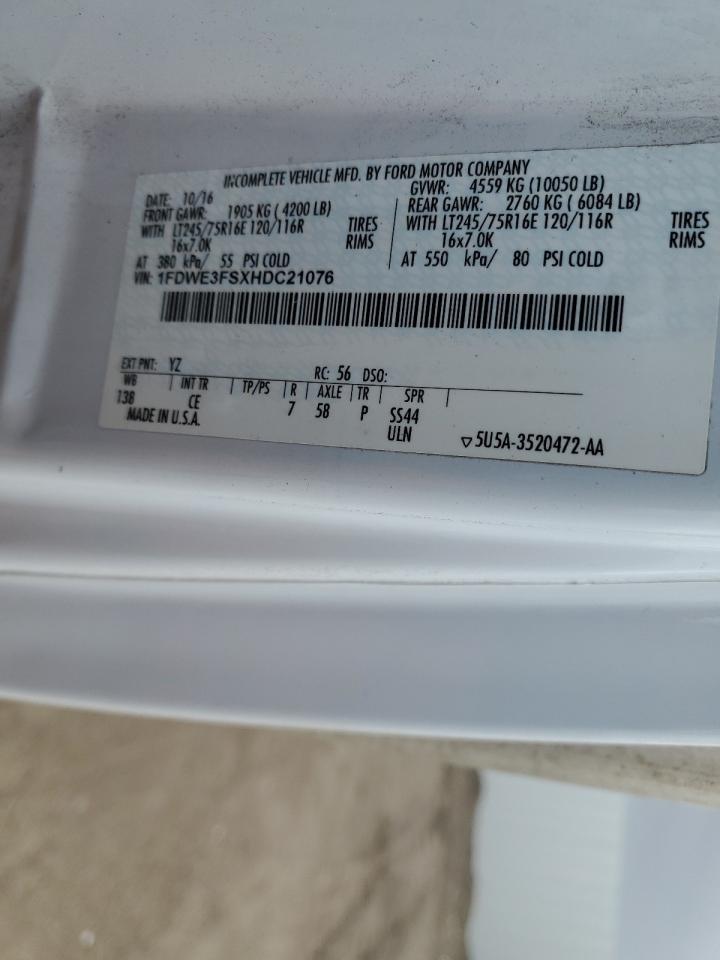 INCOMPLETE VEHICLE MFD. BY FORD MOTOR COMPANY
DATE: 10/16 GVWR: 4559 KG (10050 LB)
FRONT GAWR: 1905 KG ( 4200 LB) REAR GAWR: 2760 KG ( 6084 LB)
WITH LT245/75R16E 120/116R TIRES WITH LT245/75R16E 120/116R TIRES
16x7.0K RIMS 16x7.0K RIMS
AT 380 kPa/ 55 PSI COLD AT 550 kPa/ 80 PSI COLD
VIN: 1FDWE3FSXHDC21076
EXT PNT: YZ RC: 56 DSO:
WB INT TR TP/PS R AXLE TR SPR
138 CE 7 58 P SS44
MADE IN U.S.A. ULN ▽5U5A-3520472-AA